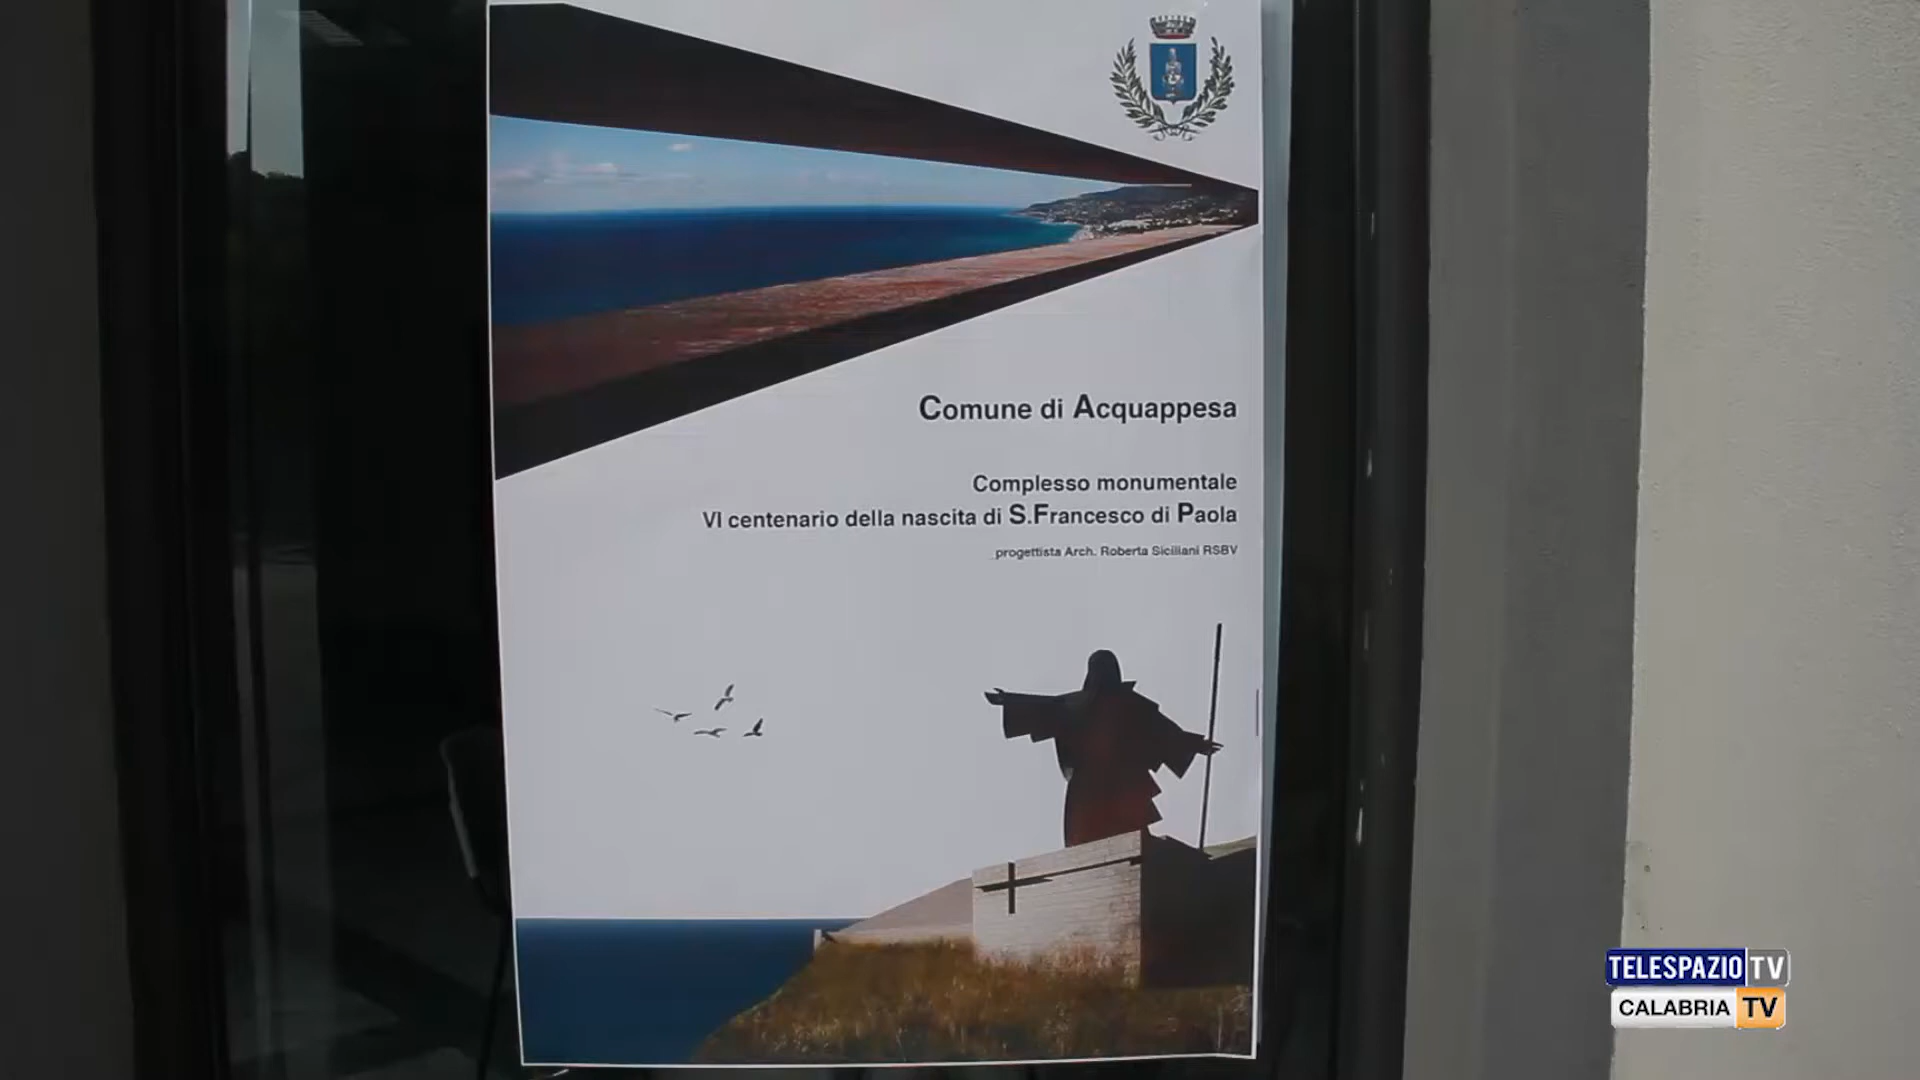 Comune di Acquappesa
Complesso monumentale
VI centenario della nascita di S.Francesco di Paola
progettista Arch. Roberta Siciliani RSBV
TELESPAZIO TV
CALABRIA TV